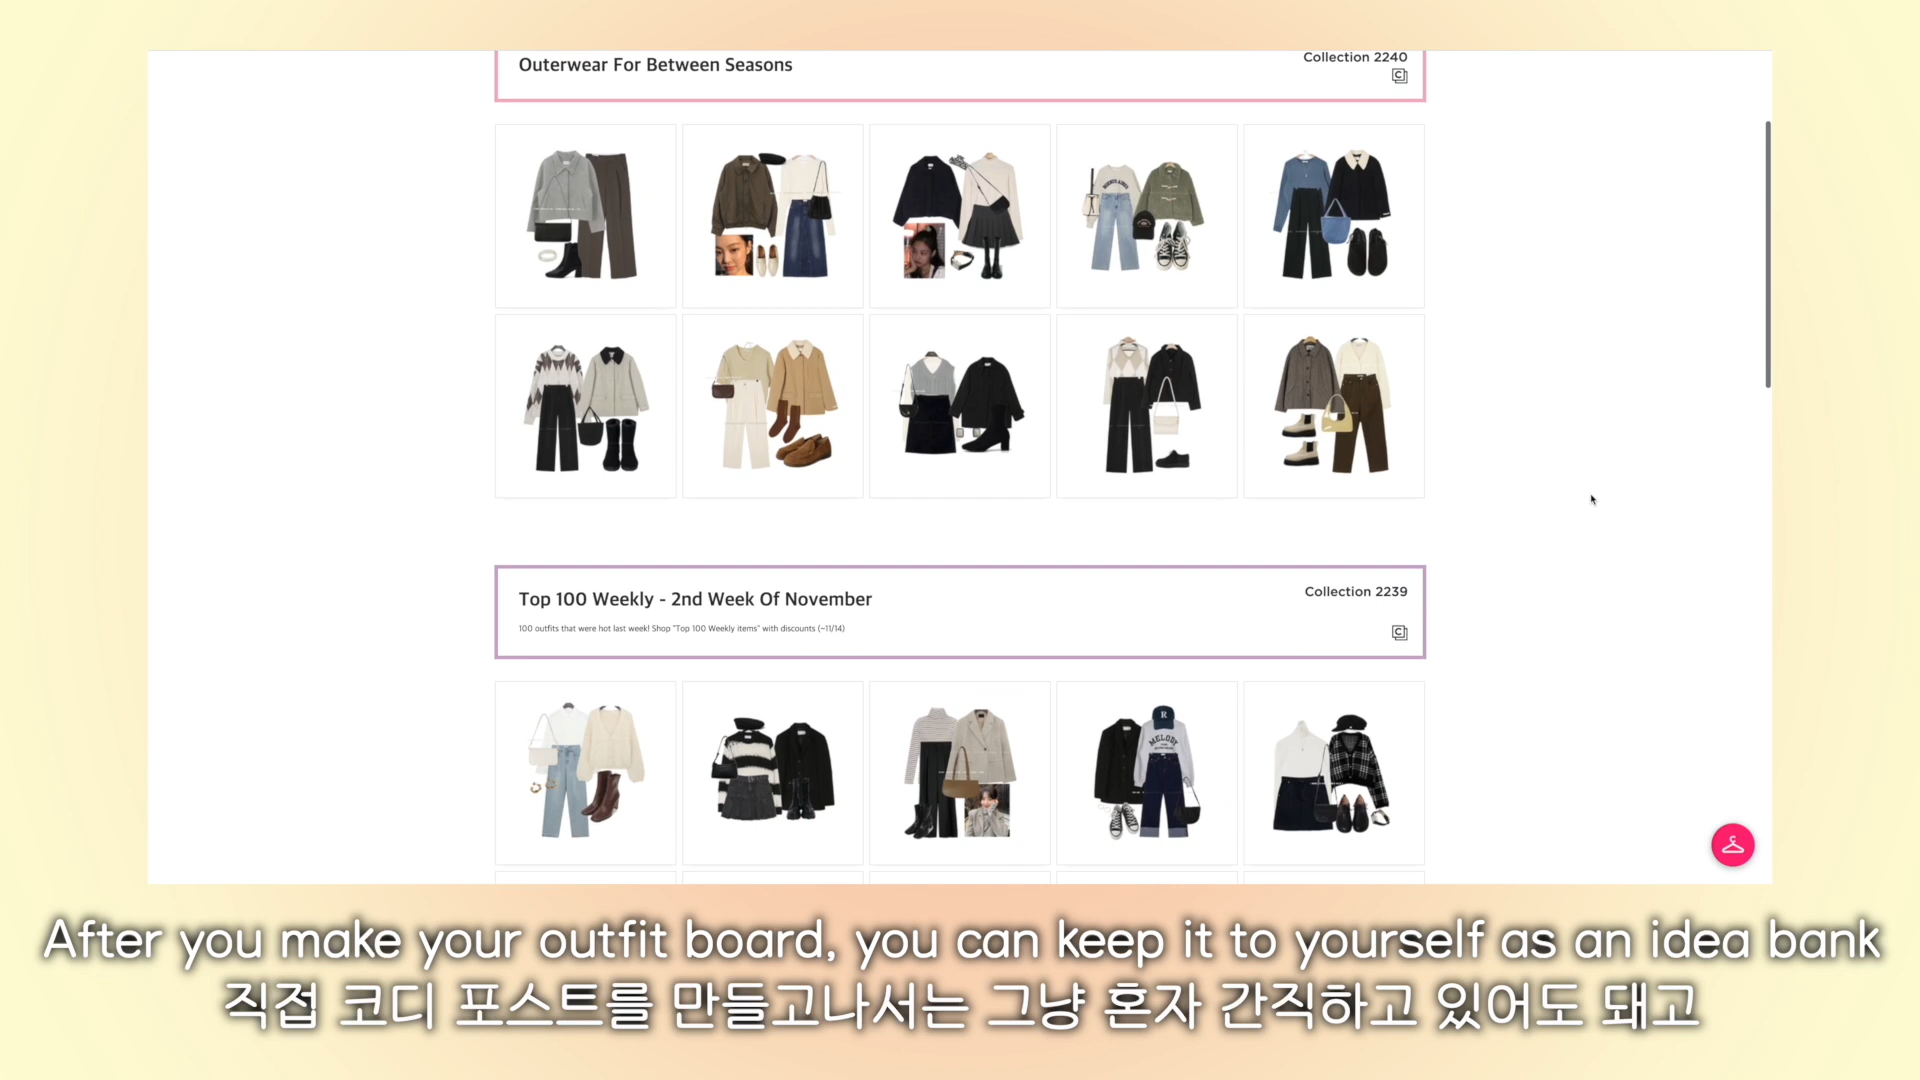 Outerwear For Between Seasons
Collection 2240
Top 100 Weekly - 2nd Week Of November
Collection 2239
100 outfits that were hot last week! Shop "Top 100 Weekly items" with discounts (~11/14)
R
MELODY
After you make your outfit board, you can keep it to yourself as an idea bank
직접 코디 포스트를 만들고나서는 그냥 혼자 간직하고 있어도 돼고